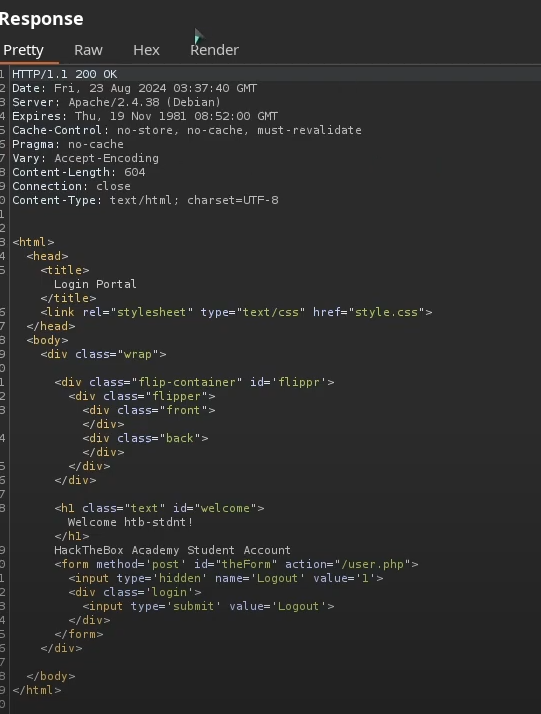 Response
Pretty Raw Hex Render
1 HTTP/1.1 200 OK
2 Date: Fri, 23 Aug 2024 03:37:40 GMT
3 Server: Apache/2.4.38 (Debian)
4 Expires: Thu, 19 Nov 1981 08:52:00 GMT
5 Cache-Control: no-store, no-cache, must-revalidate
6 Pragma: no-cache
7 Vary: Accept-Encoding
8 Content-Length: 604
9 Connection: close
0 Content-Type: text/html; charset=UTF-8
1
2
3 <html>
4 <head>
5 <title>
Login Portal
</title>
6 <link rel="stylesheet" type="text/css" href="style.css">
7 </head>
8 <body>
9 <div class="wrap">
0
1 <div class="flip-container" id='flippr'>
2 <div class="flipper">
3 <div class="front">
</div>
4 <div class="back">
</div>
5 </div>
6 </div>
7
8 <h1 class="text" id="welcome">
Welcome htb-stdnt!
</h1>
9 HackTheBox Academy Student Account
0 <form method='post' id="theForm" action="/user.php">
1 <input type='hidden' name='Logout' value='1'>
2 <div class='login'>
3 <input type='submit' value='Logout'>
4 </div>
5 </form>
6 </div>
7
8 </body>
9 </html>
0